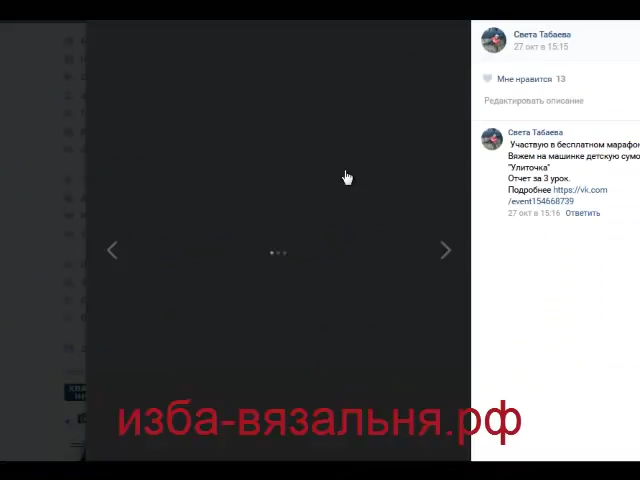 Света Табаева
27 окт в 15:15
Мне нравится 13
Редактировать описание
Света Табаева
Участвую в бесплатном марафон
Вяжем на машинке детскую сумо
"Улиточка"
Отчет за 3 урок.
Подробнее https://vk.com
/event154668739
27 окт в 15:16 Ответить
изба-вязальня.рф